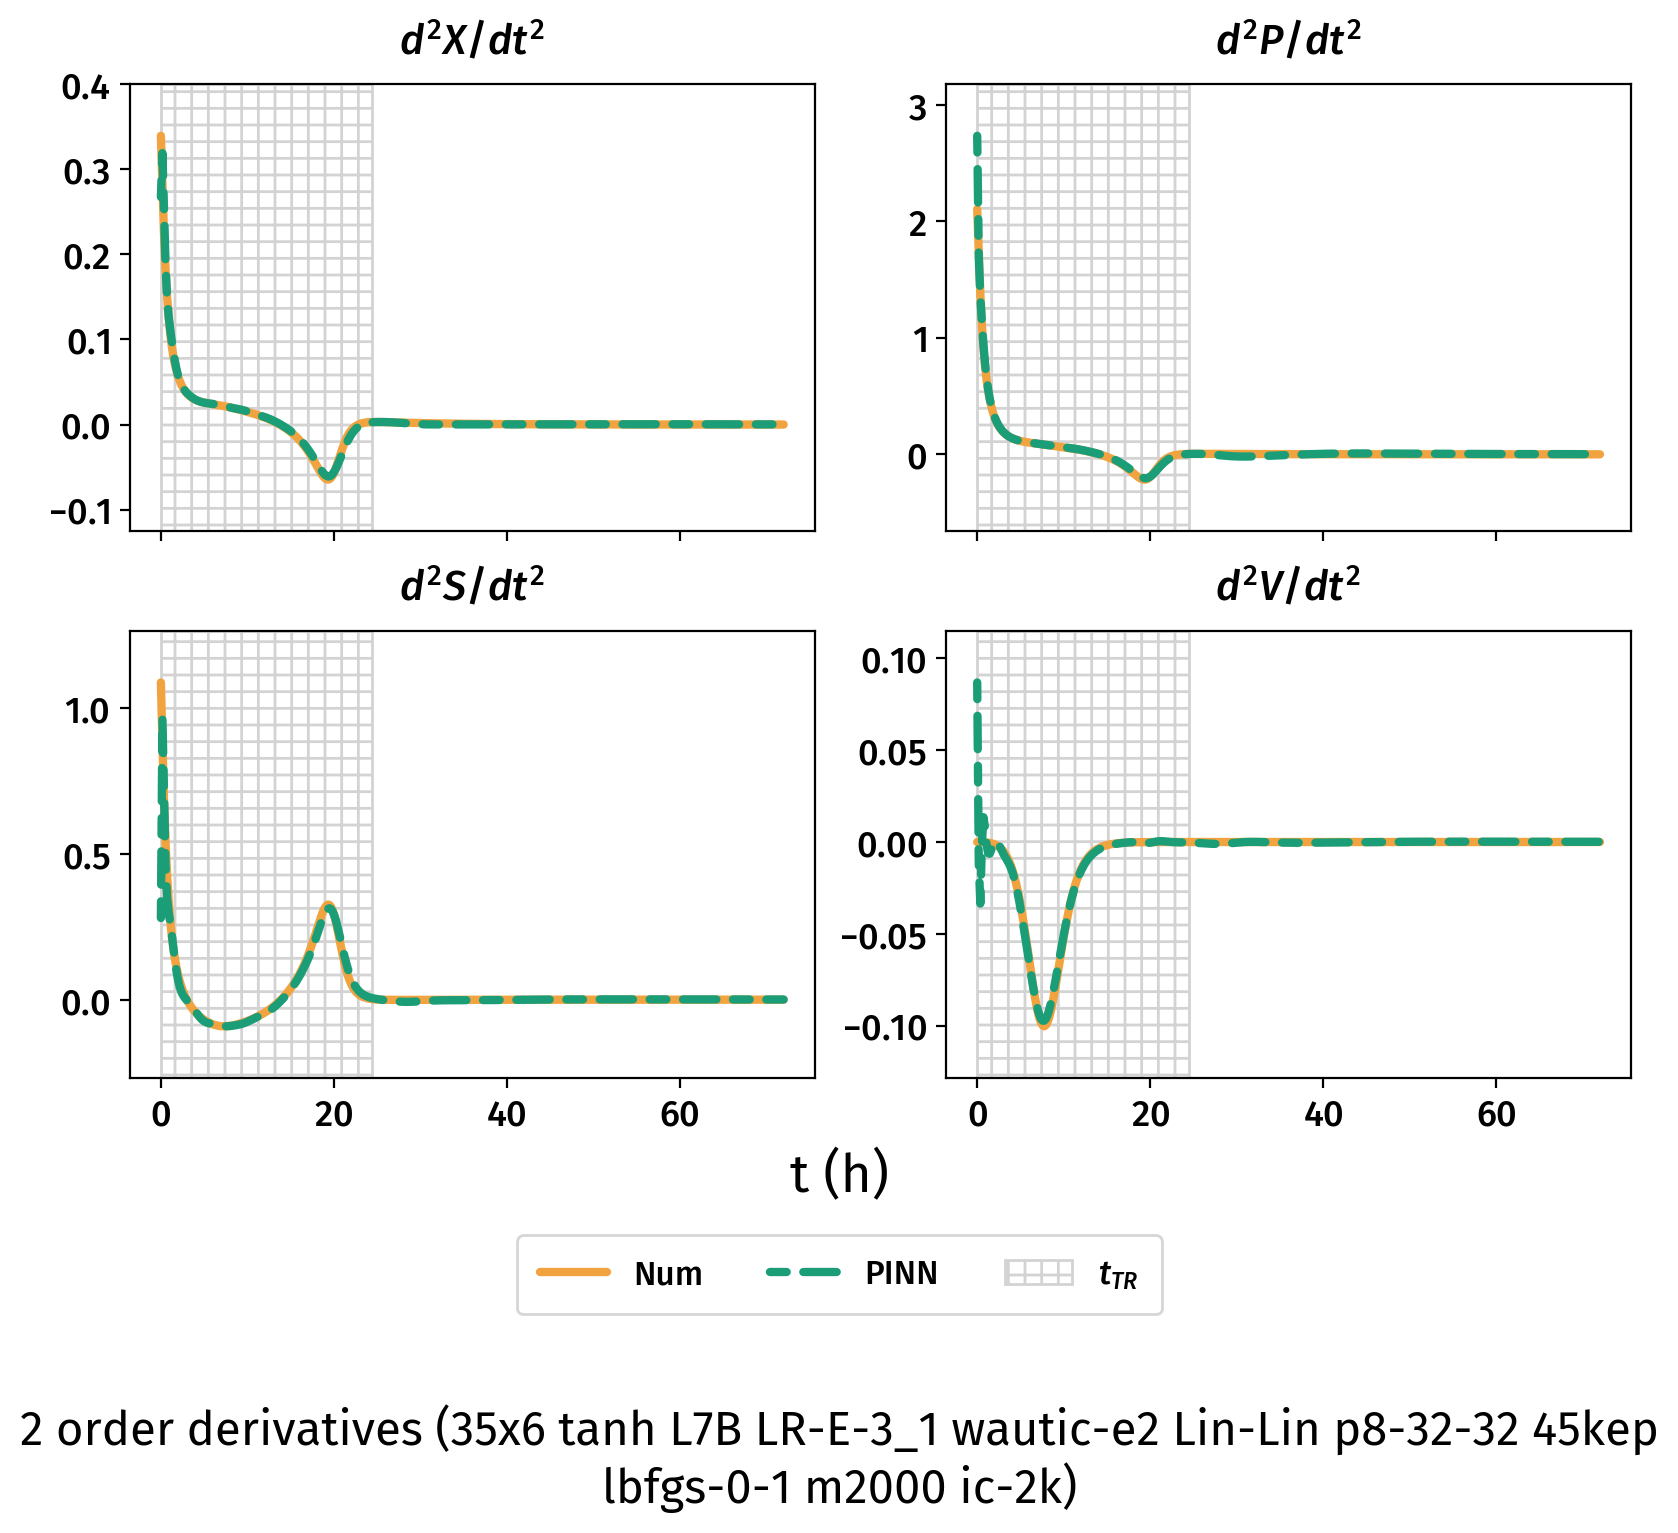 d²X/dt²
d²P/dt²
0.4
0.3
0.2
0.1
0.0
−0.1
3
2
1
0
d²S/dt²
d²V/dt²
1.0
0.5
0.0
0 20 40 60
0.10
0.05
0.00
−0.05
−0.10
0 20 40 60
t (h)
Num PINN t_TR
2 order derivatives (35x6 tanh L7B LR-E-3_1 wautic-e2 Lin-Lin p8-32-32 45kep
lbfgs-0-1 m2000 ic-2k)